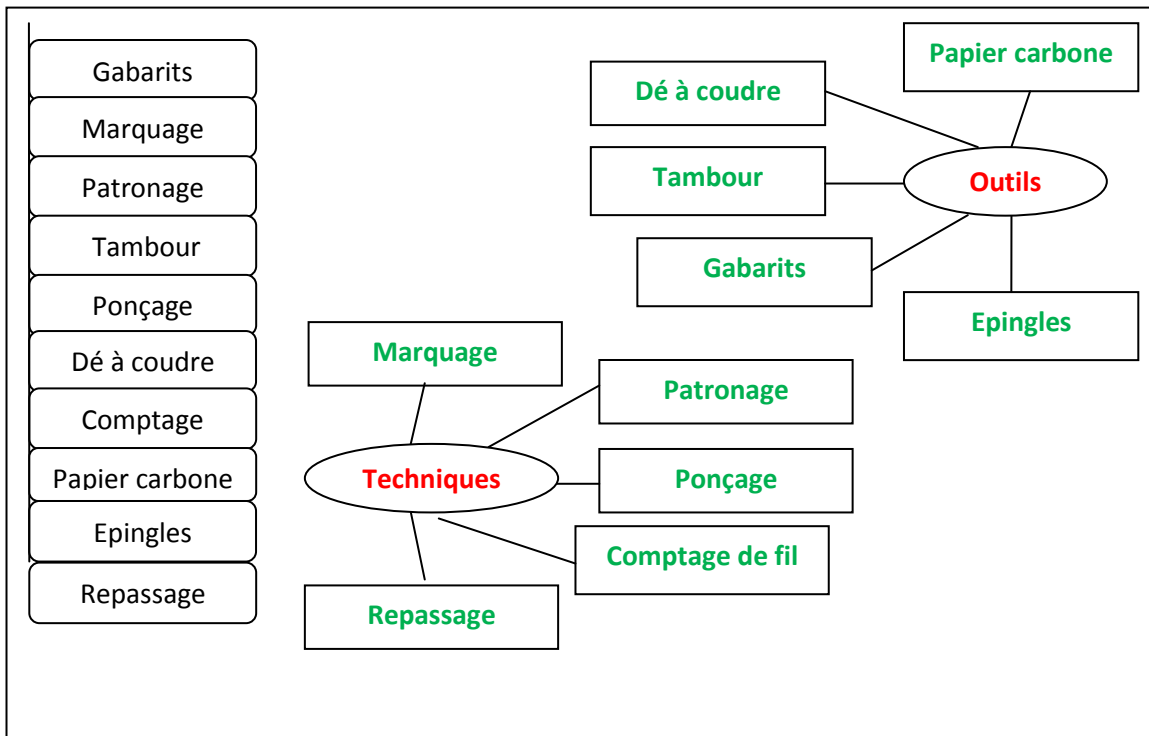 Gabarits
Marquage
Patronage
Tambour
Ponçage
Dé à coudre
Comptage
Papier carbone
Epingles
Repassage
Papier carbone
Dé à coudre
Tambour
Outils
Gabarits
Epingles
Marquage
Patronage
Techniques
Ponçage
Comptage de fil
Repassage